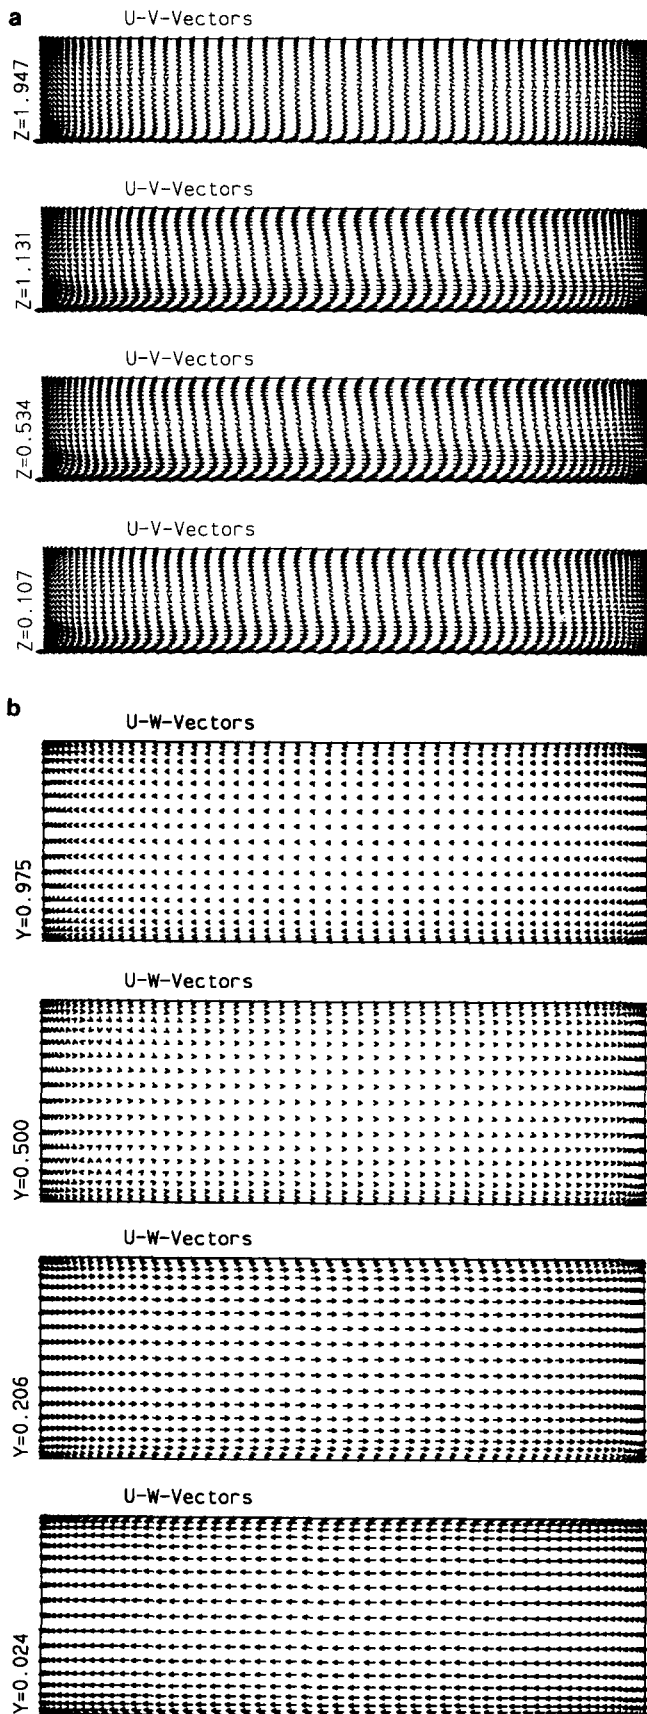 a
U-V-Vectors
Z=1.947
U-V-Vectors
Z=1.131
U-V-Vectors
Z=0.534
U-V-Vectors
Z=0.107
b
U-W-Vectors
Y=0.975
U-W-Vectors
Y=0.500
U-W-Vectors
Y=0.206
U-W-Vectors
Y=0.024